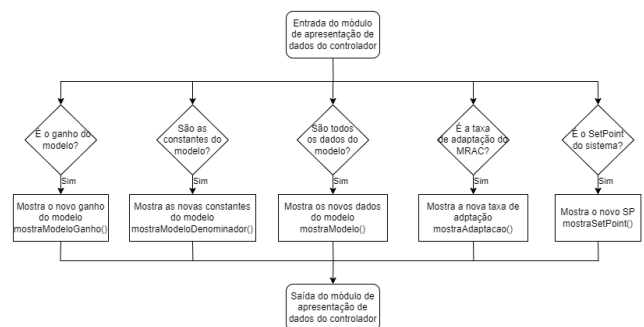 Entrada do módulo
de apresentação de
dados do controlador
É o ganho do
modelo?
São as
constantes do
modelo?
São todos
os dados do
modelo?
É a taxa
de adaptação do
MRAC?
É o SetPoint
do sistema?
Sim
Sim
Sim
Sim
Sim
Mostra o novo ganho
do modelo
mostraModeloGanho()
Mostra as novas constantes
do modelo
mostraModeloDenominador()
Mostra os novos dados
do modelo
mostraModelo()
Mostra a nova taxa de
adptação
mostraAdaptacao()
Mostra o novo SP
mostraSetPoint()
Saída do módulo de
apresentação de
dados do controlador